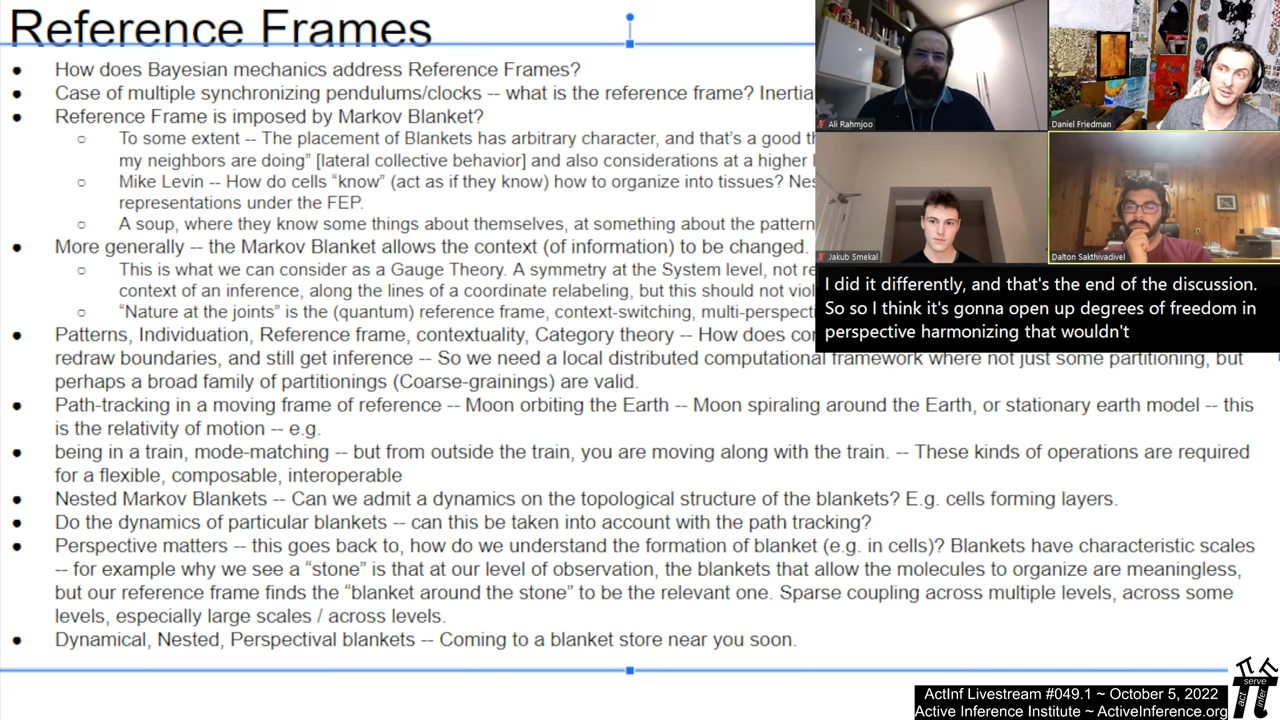 Reference Frames
● How does Bayesian mechanics address Reference Frames?
● Case of multiple synchronizing pendulums/clocks -- what is the reference frame? Inertia
● Reference Frame is imposed by Markov Blanket?
○ To some extent -- The placement of Blankets has arbitrary character, and that's a good th
my neighbors are doing" [lateral collective behavior] and also considerations at a higher l
○ Mike Levin -- How do cells "know" (act as if they know) how to organize into tissues? Nes
representations under the FEP.
○ A soup, where they know some things about themselves, at something about the pattern
● More generally -- the Markov Blanket allows the context (of information) to be changed.
○ This is what we can consider as a Gauge Theory. A symmetry at the System level, not re
context of an inference, along the lines of a coordinate relabeling, but this should not viol
○ "Nature at the joints" is the (quantum) reference frame, context-switching, multi-perspecti
● Patterns, Individuation, Reference frame, contextuality, Category theory -- How does con
redraw boundaries, and still get inference -- So we need a local distributed computational framework where not just some partitioning, but
perhaps a broad family of partitionings (Coarse-grainings) are valid.
● Path-tracking in a moving frame of reference -- Moon orbiting the Earth -- Moon spiraling around the Earth, or stationary earth model -- this
is the relativity of motion -- e.g.
● being in a train, mode-matching -- but from outside the train, you are moving along with the train. -- These kinds of operations are required
for a flexible, composable, interoperable
● Nested Markov Blankets -- Can we admit a dynamics on the topological structure of the blankets? E.g. cells forming layers.
● Do the dynamics of particular blankets -- can this be taken into account with the path tracking?
● Perspective matters -- this goes back to, how do we understand the formation of blanket (e.g. in cells)? Blankets have characteristic scales
-- for example why we see a "stone" is that at our level of observation, the blankets that allow the molecules to organize are meaningless,
but our reference frame finds the "blanket around the stone" to be the relevant one. Sparse coupling across multiple levels, across some
levels, especially large scales / across levels.
● Dynamical, Nested, Perspectival blankets -- Coming to a blanket store near you soon.
Ali Rahmjoo
Daniel Friedman
Jakub Smekal
Dalton Sakthivadivel
I did it differently, and that's the end of the discussion.
So so I think it's gonna open up degrees of freedom in
perspective harmonizing that wouldn't
ActInf Livestream #049.1 ~ October 5, 2022
Active Inference Institute ~ ActiveInference.org
serve
act
infer